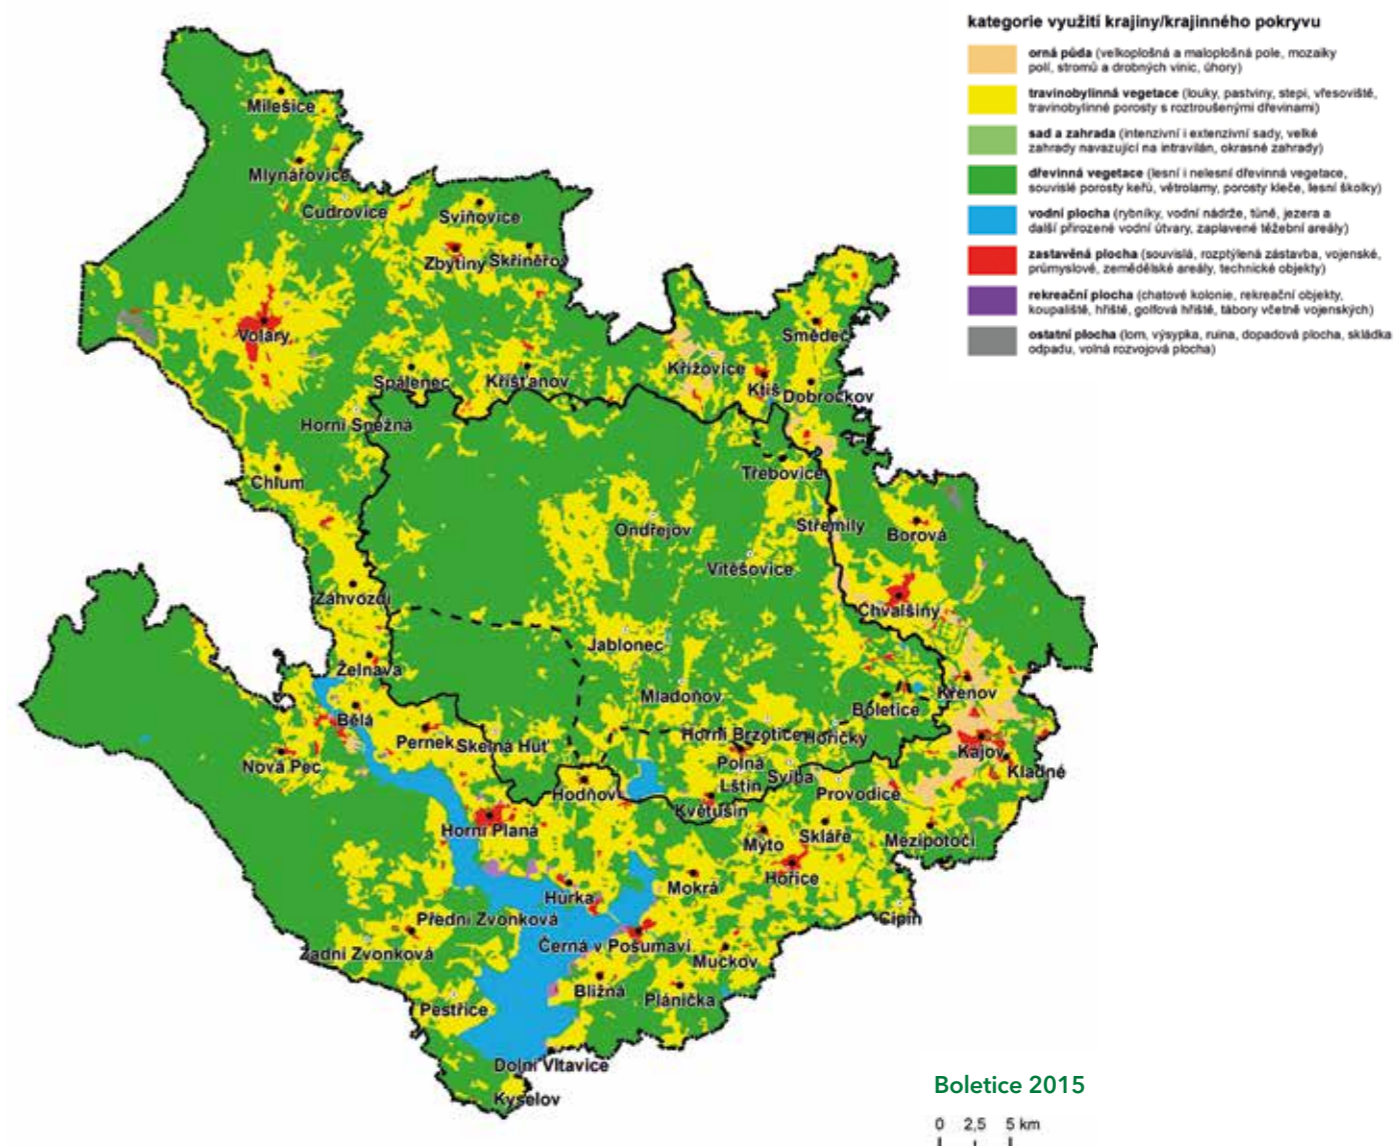 kategorie využití krajiny/krajinného pokryvu
orná půda (velkoplošná a maloplošná pole, mozaiky
polí, stromů a drobných vinic, úhory)
travinobylinná vegetace (louky, pastviny, stepi, vřesoviště,
travinobylinné porosty s roztroušenými dřevinami)
sad a zahrada (intenzivní i extenzivní sady, velké
zahrady navazující na intravilán, okrasné zahrady)
dřevinná vegetace (lesní i nelesní dřevinná vegetace,
souvislé porosty keřů, větrolamy, porosty kleče, lesní školky)
vodní plocha (rybníky, vodní nádrže, tůně, jezera a
další přirozené vodní útvary, zaplavené těžební areály)
zastavěná plocha (souvislá, rozptýlená zástavba, vojenské,
průmyslové, zemědělské areály, technické objekty)
rekreační plocha (chatové kolonie, rekreační objekty,
koupaliště, hřiště, golfová hřiště, tábory včetně vojenských)
ostatní plocha (lom, výsypka, ruina, dopadová plocha, skládka
odpadu, volná rozvojová plocha)
Milešice
Mlynářovice
Cudrovice
Sviňovice
Zbytiny
Skříněřov
Volary
Smědeč
Spálenec
Křišťanov
Křížovice
Ktiš
Dobročkov
Horní Sněžná
Chlum
Třebovice
Ondřejov
Střemily
Borová
Vítěšovice
Záhvozdí
Chvalšiny
Jablonec
Želnava
Mladoňov
Křenov
Boletice
Bělá
Pernek
Skelná Huť
Horní Brzotice
Hořičky
Kájov
Nová Pec
Polná
Svíba
Kladné
Hodňov
Lštín
Provodice
Květušín
Horní Planá
Mýto
Skláře
Mezipotočí
Hořice
Mokrá
Hůrka
Přední Zvonková
Cipín
Zadní Zvonková
Černá v Pošumaví
Muckov
Bližná
Plánička
Pestřice
Dolní Vltavice
Kyselov
Boletice 2015
0 2,5 5 km